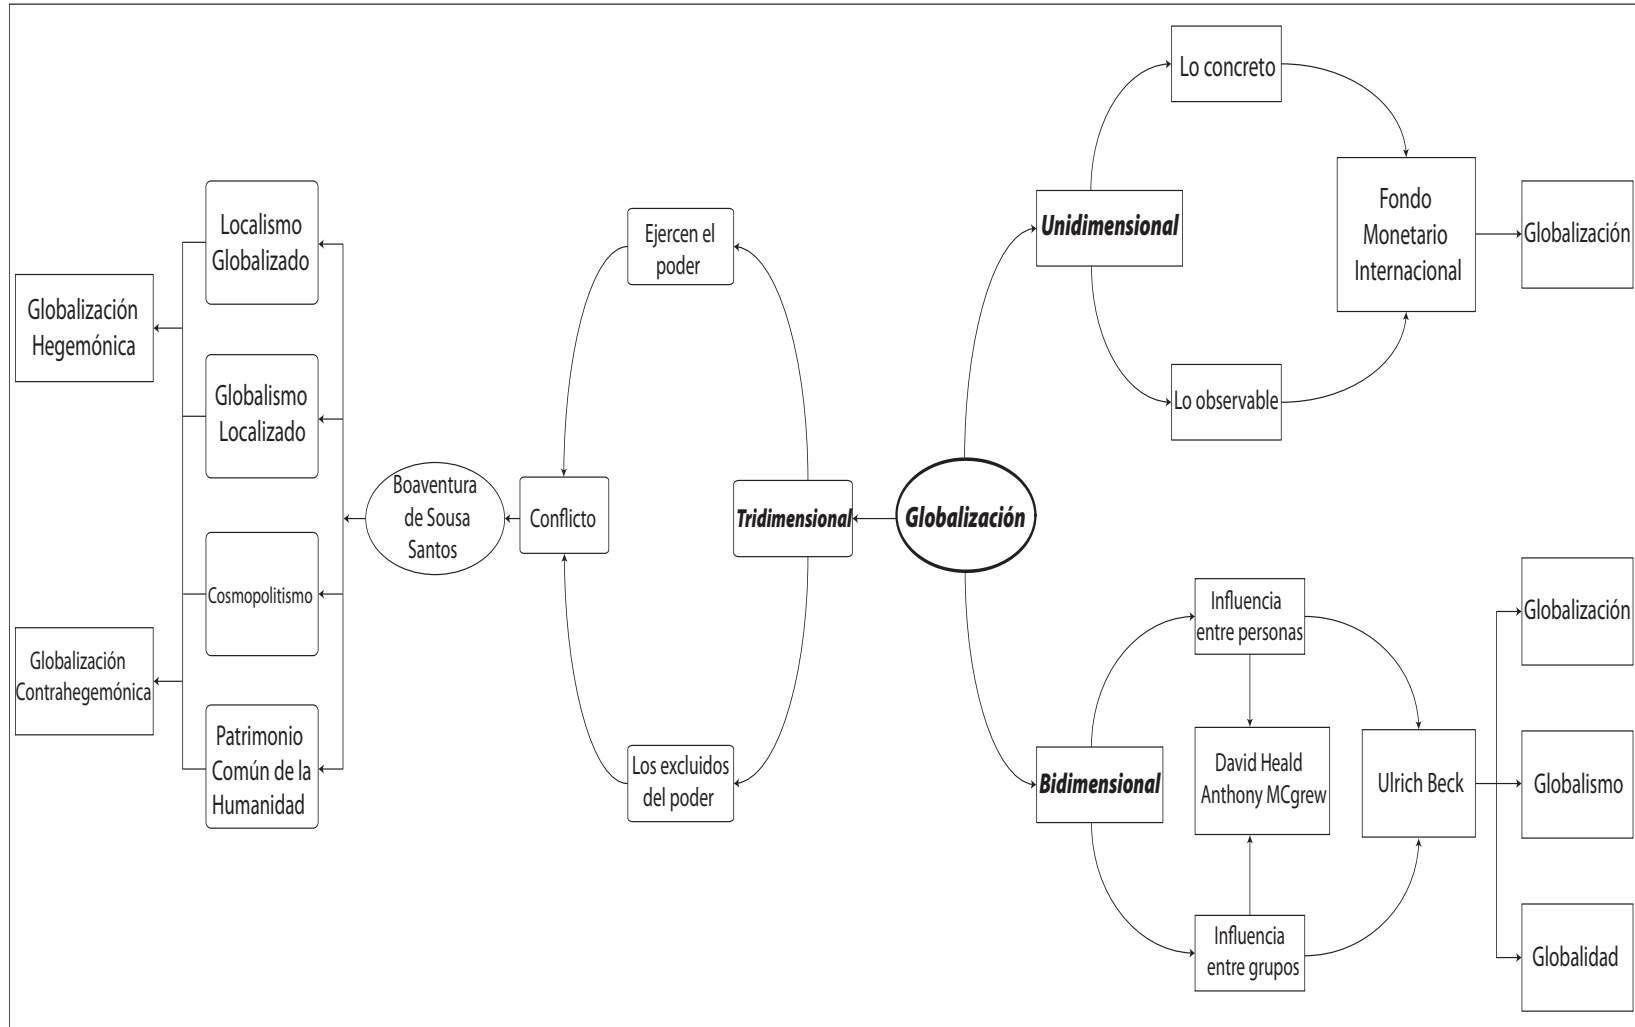 Lo concreto
Fondo
Monetario
Internacional
Globalización
Unidimensional
Lo observable
Localismo
Globalizado
Ejercen el
poder
Globalización
Hegemónica
Globalismo
Localizado
Boaventura
de Sousa
Santos
Conflicto
Tridimensional
Globalización
Cosmopolitismo
Globalización
Contrahegemónica
Patrimonio
Común de la
Humanidad
Los excluidos
del poder
Influencia
entre personas
Globalización
Bidimensional
David Heald
Anthony MCgrew
Ulrich Beck
Globalismo
Influencia
entre grupos
Globalidad